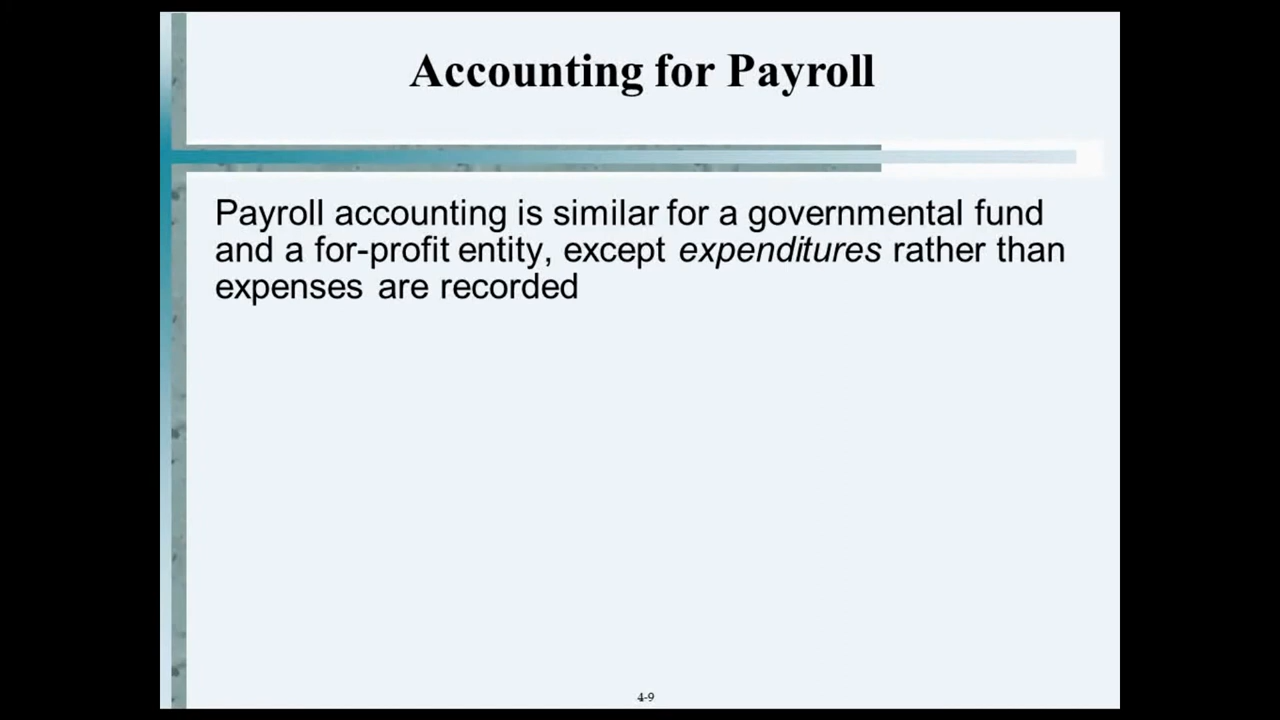 Accounting for Payroll
Payroll accounting is similar for a governmental fund
and a for-profit entity, except expenditures rather than
expenses are recorded
4-9